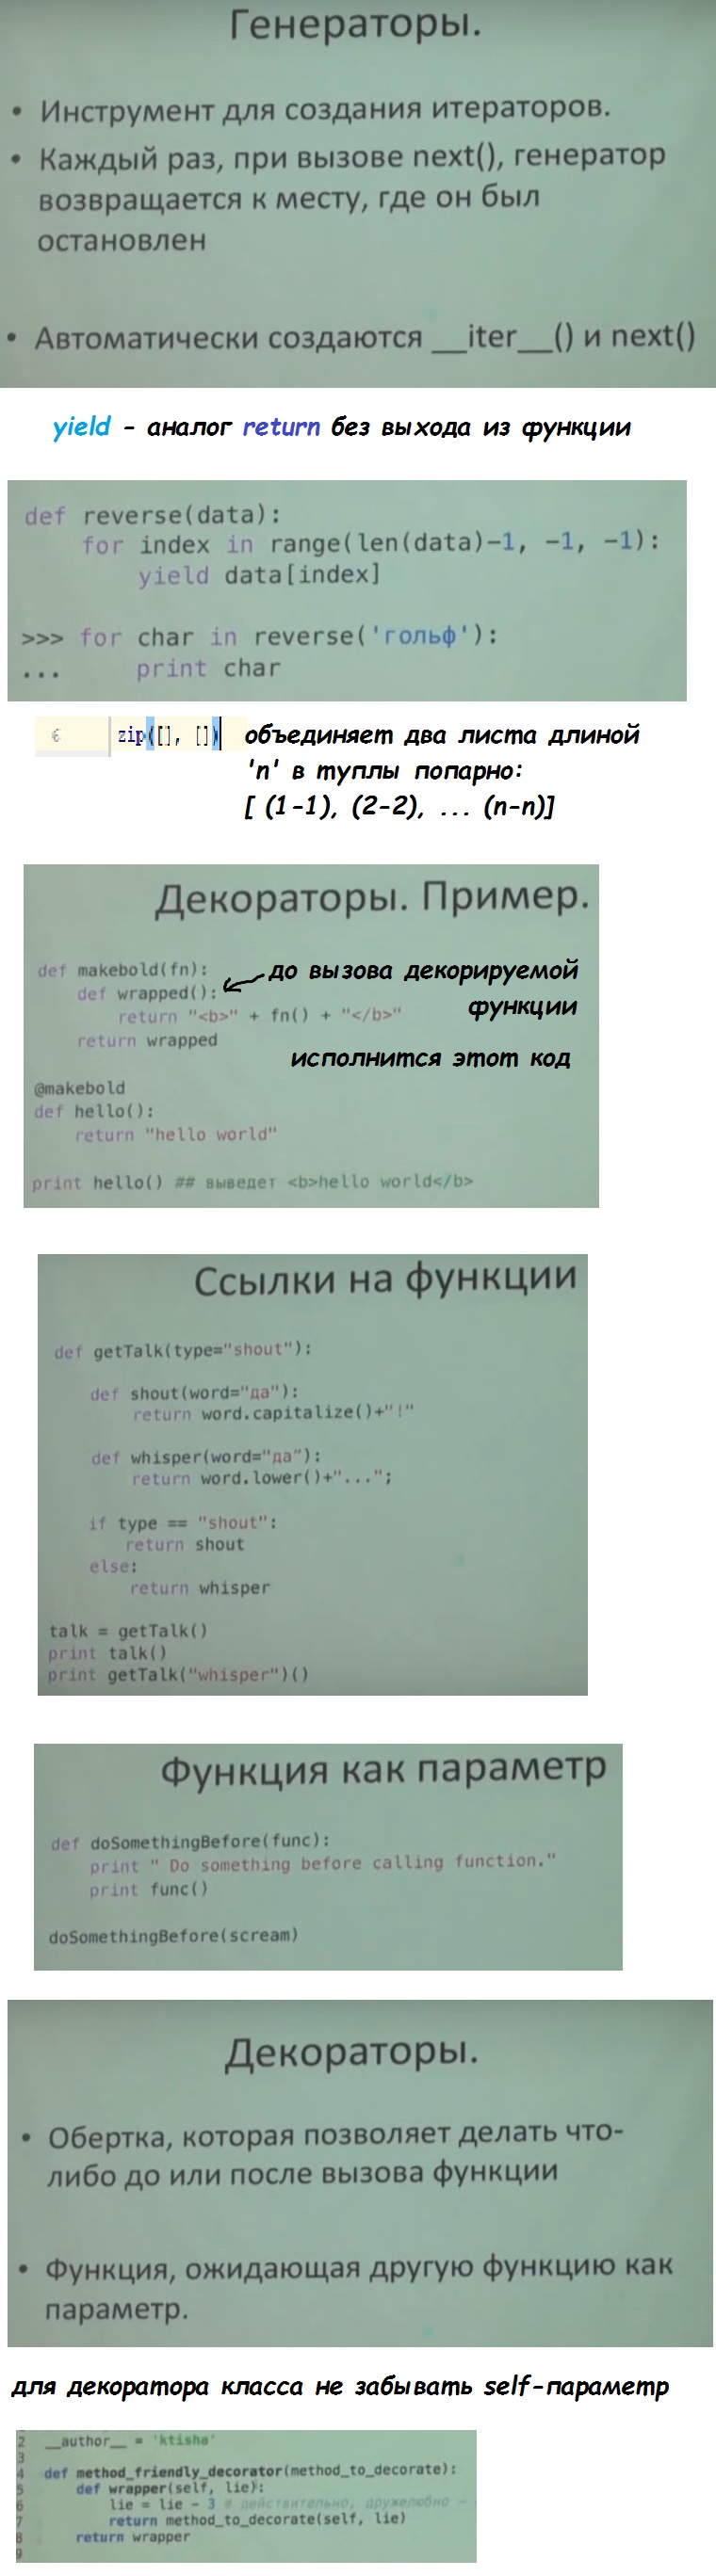 Генераторы.
• Инструмент для создания итераторов.
• Каждый раз, при вызове next(), генератор
возвращается к месту, где он был
остановлен
• Автоматически создаются __iter__() и next()
yield - аналог return без выхода из функции
def reverse(data):
    for index in range(len(data)-1, -1, -1):
        yield data[index]
>>> for char in reverse('гольф'):
...     print char
6 zip([], []) объединяет два листа длиной
'n' в туплы попарно:
[ (1-1), (2-2), ... (n-n)]
Декораторы. Пример.
def makebold(fn):
    def wrapped():
        return "<b>" + fn() + "</b>"
    return wrapped
до вызова декорируемой
функции
исполнится этот код
@makebold
def hello():
    return "hello world"
print hello() ## выведет <b>hello world</b>
Ссылки на функции
def getTalk(type="shout"):
    def shout(word="да"):
        return word.capitalize()+"!"
    def whisper(word="да"):
        return word.lower()+"...";
    if type == "shout":
        return shout
    else:
        return whisper
talk = getTalk()
print talk()
print getTalk("whisper")()
Функция как параметр
def doSomethingBefore(func):
    print " Do something before calling function."
    print func()
doSomethingBefore(scream)
Декораторы.
• Обертка, которая позволяет делать что-
либо до или после вызова функции
• Функция, ожидающая другую функцию как
параметр.
для декоратора класса не забывать self-параметр
2 __author__ = 'ktisha'
3
4 def method_friendly_decorator(method_to_decorate):
5     def wrapper(self, lie):
6         lie = lie - 3 # действительно, дружелюбно -
7         return method_to_decorate(self, lie)
8     return wrapper
9